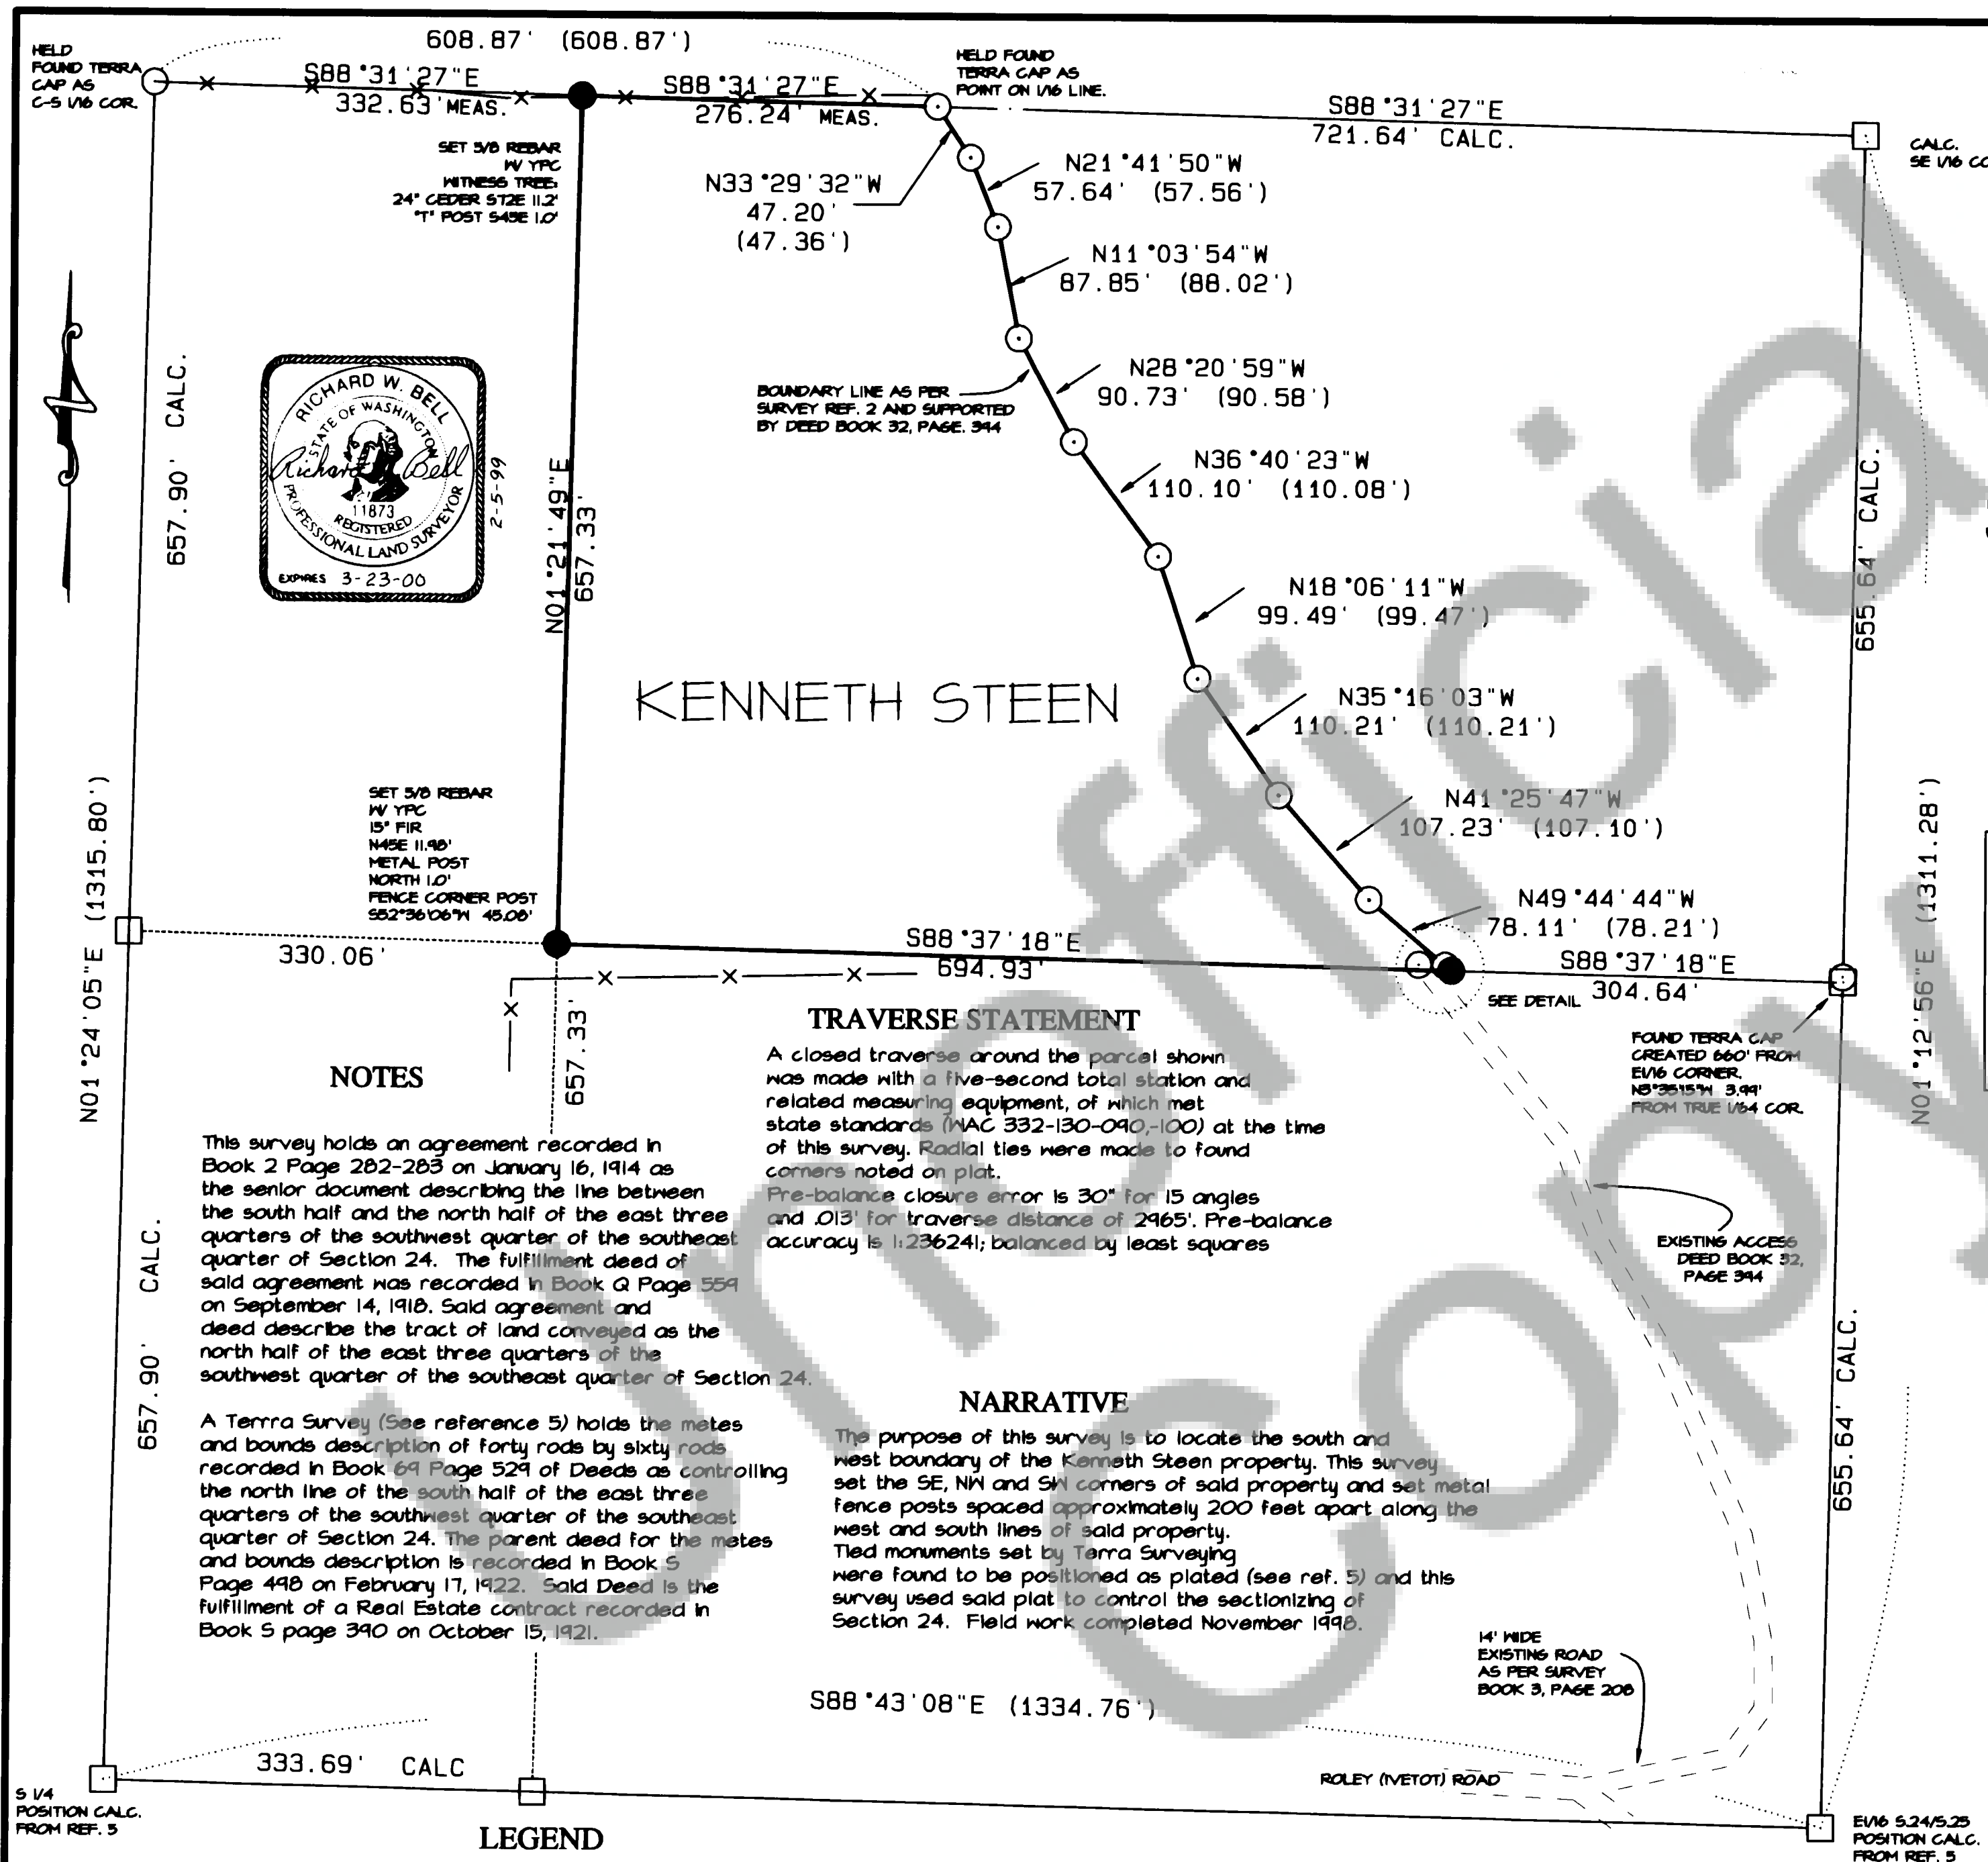 608.87' (608.87')
HELD
FOUND TERRA
CAP AS
C-S 1/16 COR.
S88°31'27"E
332.63' MEAS.
S88°31'27"E
276.24' MEAS.
HELD FOUND
TERRA CAP AS
POINT ON 1/16 LINE.
S88°31'27"E
721.64' CALC.
CALC.
SE 1/16 CO
SET 5/8 REBAR
W/ YPC
WITNESS TREE:
24" CEDER S72E 11.2'
"T" POST S45E 1.0'
N33°29'32"W
47.20'
(47.36')
N21°41'50"W
57.64' (57.56')
N11°03'54"W
87.85' (88.02')
N28°20'59"W
90.73' (90.58')
BOUNDARY LINE AS PER
SURVEY REF. 2 AND SUPPORTED
BY DEED BOOK 32, PAGE. 394
N36°40'23"W
110.10' (110.08')
N18°06'11"W
99.49' (99.47')
N35°16'03"W
110.21' (110.21')
N41°25'47"W
107.23' (107.10')
N49°44'44"W
78.11' (78.21')
657.90' CALC.
RICHARD W. BELL
STATE OF WASHINGTON
Richard Bell
11873
REGISTERED
PROFESSIONAL LAND SURVEYOR
EXPIRES 3-23-00
2-5-99
N01°21'49"E
657.33'
655.64' CALC.
KENNETH STEEN
SET 5/8 REBAR
W/ YPC
15" FIR
N45E 11.98'
METAL POST
NORTH 1.0'
FENCE CORNER POST
S52°36'06"W 45.08'
N01°24'05"E (1315.80')
N01°12'56"E (1311.28')
330.06'
S88°37'18"E
694.93'
S88°37'18"E
304.64'
SEE DETAIL
FOUND TERRA CAP
CREATED 660' FROM
E1/16 CORNER.
3.99'
FROM TRUE 1/64 COR.
657.33'
TRAVERSE STATEMENT
A closed traverse around the parcel shown
was made with a five-second total station and
related measuring equipment, of which met
state standards (WAC 332-130-090,-100) at the time
of this survey. Radial ties were made to found
corners noted on plat.
Pre-balance closure error is 30" for 15 angles
and .013' for traverse distance of 2965'. Pre-balance
accuracy is 1:236241; balanced by least squares
NOTES
This survey holds an agreement recorded in
Book 2 Page 282-283 on January 16, 1914 as
the senior document describing the line between
the south half and the north half of the east three
quarters of the southwest quarter of the southeast
quarter of Section 24. The fulfillment deed of
said agreement was recorded in Book Q Page 559
on September 14, 1918. Said agreement and
deed describe the tract of land conveyed as the
north half of the east three quarters of the
southwest quarter of the southeast quarter of Section 24.
A Terrra Survey (See reference 5) holds the metes
and bounds description of forty rods by sixty rods
recorded in Book 69 Page 529 of Deeds as controlling
the north line of the south half of the east three
quarters of the southwest quarter of the southeast
quarter of Section 24. The parent deed for the metes
and bounds description is recorded in Book S
Page 498 on February 17, 1922. Said Deed is the
fulfillment of a Real Estate contract recorded in
Book S page 390 on October 15, 1921.
657.90' CALC.
NARRATIVE
The purpose of this survey is to locate the south and
west boundary of the Kenneth Steen property. This survey
set the SE, NW and SW corners of said property and set metal
fence posts spaced approximately 200 feet apart along the
west and south lines of said property.
Tied monuments set by Terra Surveying
were found to be positioned as plated (see ref. 5) and this
survey used said plat to control the sectionizing of
Section 24. Field work completed November 1998.
EXISTING ACCESS
DEED BOOK 32,
PAGE 394
655.64' CALC.
14' WIDE
EXISTING ROAD
AS PER SURVEY
BOOK 3, PAGE 208
S88°43'08"E (1334.76')
333.69' CALC
ROLEY (IVETOT) ROAD
S 1/4
POSITION CALC.
FROM REF. 5
E1/16 S.24/S.25
POSITION CALC.
FROM REF. 5
LEGEND
Unofficial
Copy